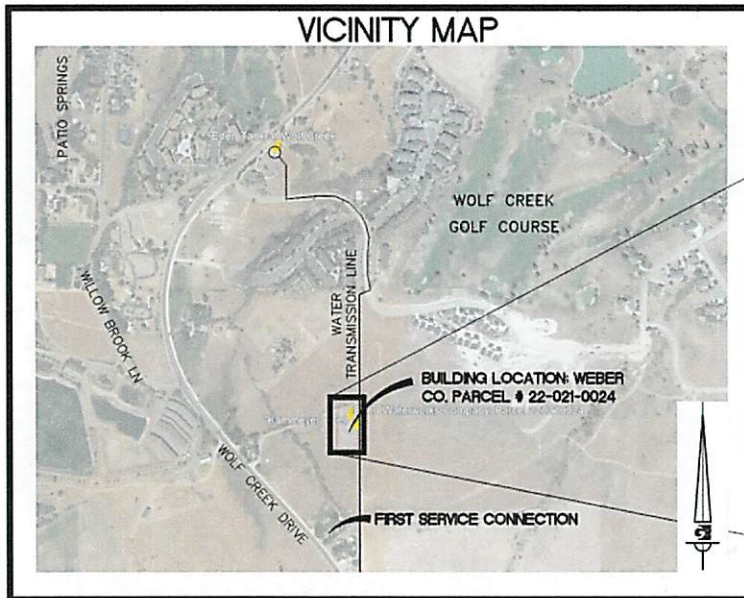 VICINITY MAP
PATIO SPRINGS
WOLF CREEK
GOLF COURSE
WATER
TRANSMISSION LINE
WILLOW BROOK LN
BUILDING LOCATION: WEBER
CO. PARCEL # 22-021-0024
WOLF CREEK DRIVE
FIRST SERVICE CONNECTION